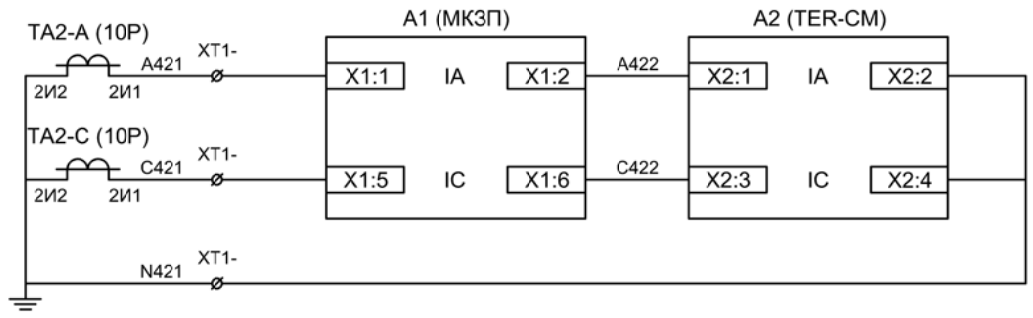 A1 (МКЗП)
A2 (TER-CM)
TA2-A (10P)
A421
XT1-
X1:1
IA
X1:2
A422
X2:1
IA
X2:2
2И2
2И1
TA2-C (10P)
C421
XT1-
X1:5
IC
X1:6
C422
X2:3
IC
X2:4
2И2
2И1
N421
XT1-